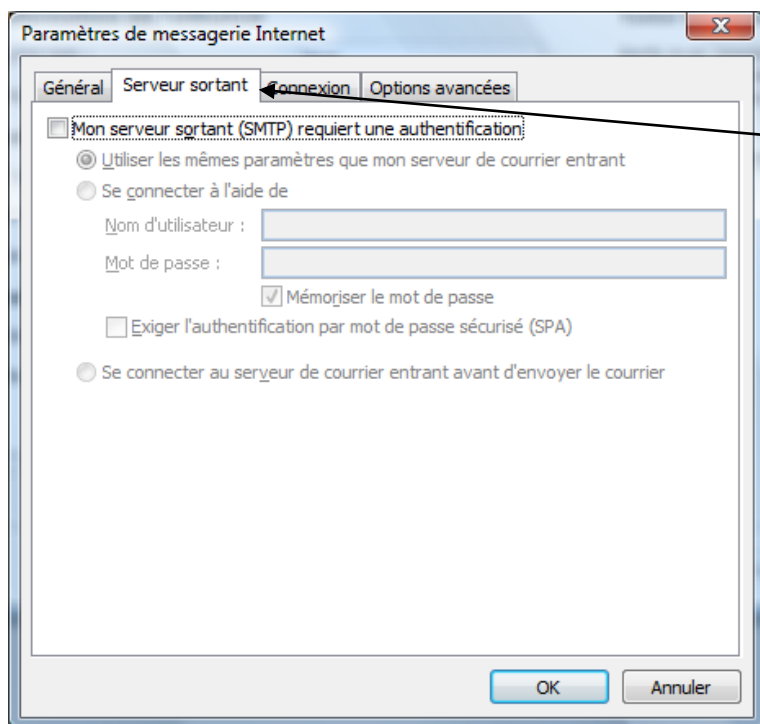 Paramètres de messagerie Internet
Général Serveur sortant Connexion Options avancées
Mon serveur sortant (SMTP) requiert une authentification
Utiliser les mêmes paramètres que mon serveur de courrier entrant
Se connecter à l'aide de
Nom d'utilisateur :
Mot de passe :
Mémoriser le mot de passe
Exiger l'authentification par mot de passe sécurisé (SPA)
Se connecter au serveur de courrier entrant avant d'envoyer le courrier
OK Annuler